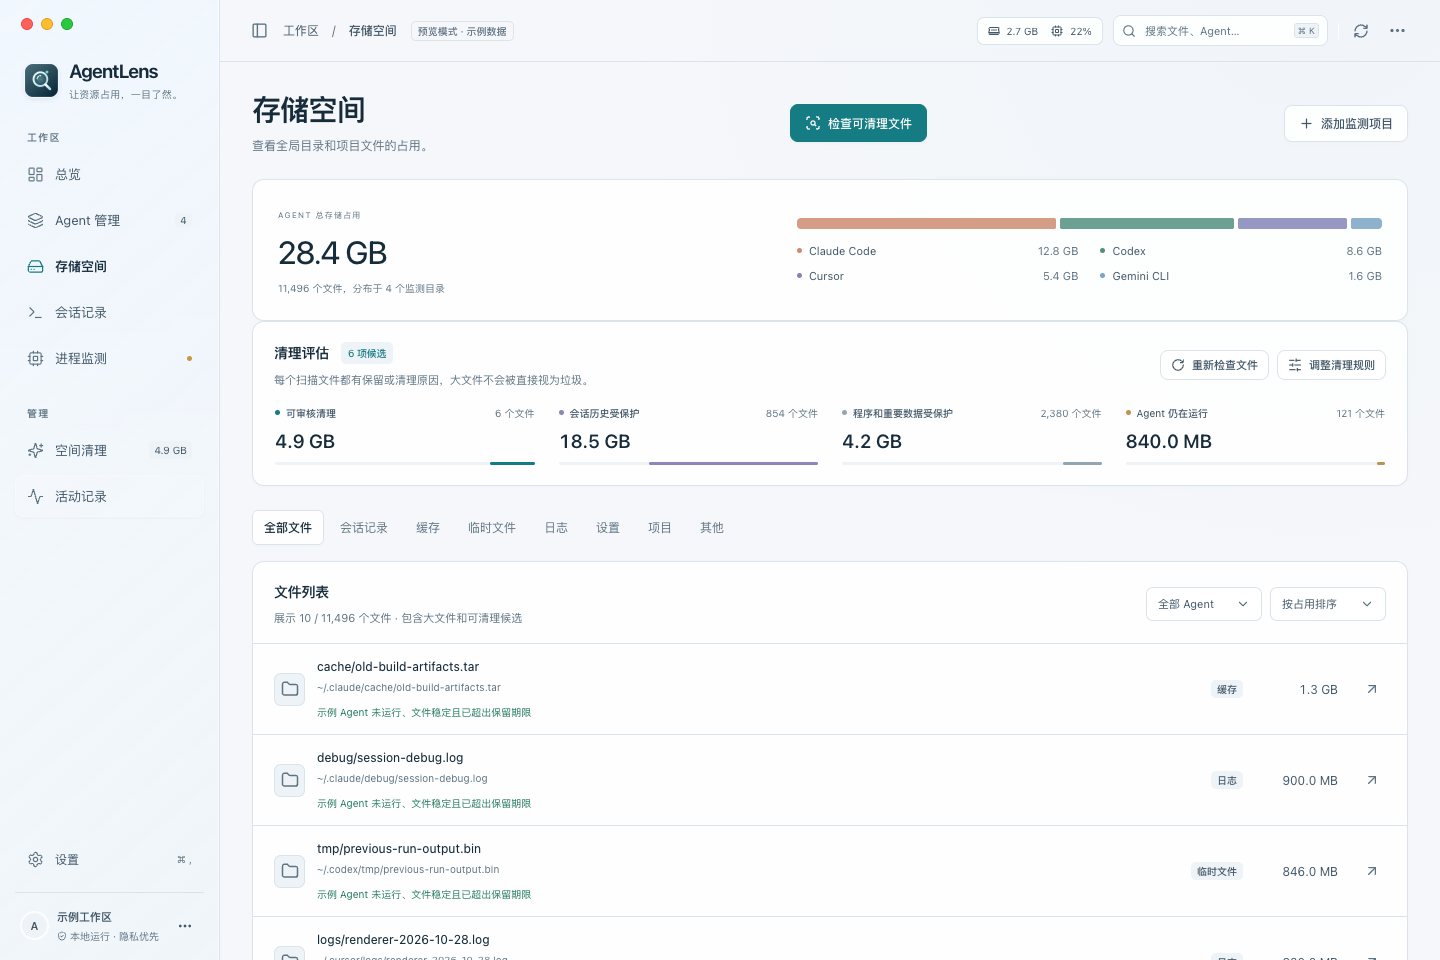 AgentLens
让资源占用，一目了然。
工作区
总览
Agent 管理 4
存储空间
会话记录
进程监测
管理
空间清理 4.9 GB
活动记录
设置 ⌘ ,
A 示例工作区
本地运行 · 隐私优先
工作区 / 存储空间 预览模式 · 示例数据
2.7 GB 22%
搜索文件、Agent... ⌘ K
存储空间
查看全局目录和项目文件的占用。
检查可清理文件
添加监测项目
AGENT 总存储占用
28.4 GB
11,496 个文件，分布于 4 个监测目录
Claude Code 12.8 GB
Codex 8.6 GB
Cursor 5.4 GB
Gemini CLI 1.6 GB
清理评估 6 项候选
每个扫描文件都有保留或清理原因，大文件不会被直接视为垃圾。
重新检查文件
调整清理规则
可审核清理 6 个文件
4.9 GB
会话历史受保护 854 个文件
18.5 GB
程序和重要数据受保护 2,380 个文件
4.2 GB
Agent 仍在运行 121 个文件
840.0 MB
全部文件 会话记录 缓存 临时文件 日志 设置 项目 其他
文件列表
展示 10 / 11,496 个文件 · 包含大文件和可清理候选
全部 Agent
按占用排序
cache/old-build-artifacts.tar
~/.claude/cache/old-build-artifacts.tar
示例 Agent 未运行、文件稳定且已超出保留期限
缓存 1.3 GB
debug/session-debug.log
~/.claude/debug/session-debug.log
示例 Agent 未运行、文件稳定且已超出保留期限
日志 900.0 MB
tmp/previous-run-output.bin
~/.codex/tmp/previous-run-output.bin
示例 Agent 未运行、文件稳定且已超出保留期限
临时文件 846.0 MB
logs/renderer-2026-10-28.log